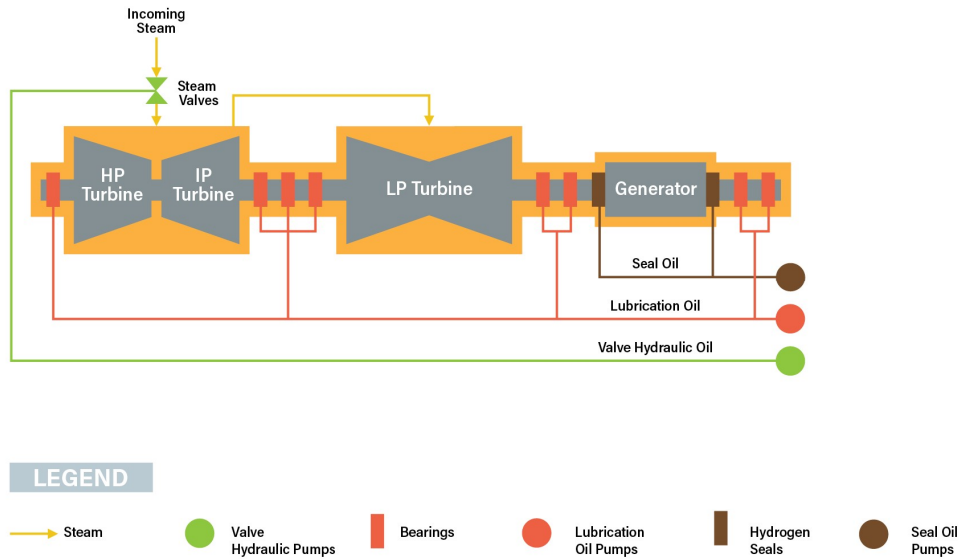 Incoming
Steam
Steam
Valves
HP
Turbine
IP
Turbine
LP Turbine
Generator
Seal Oil
Lubrication Oil
Valve Hydraulic Oil
LEGEND
Steam
Valve
Hydraulic Pumps
Bearings
Lubrication
Oil Pumps
Hydrogen
Seals
Seal Oil
Pumps